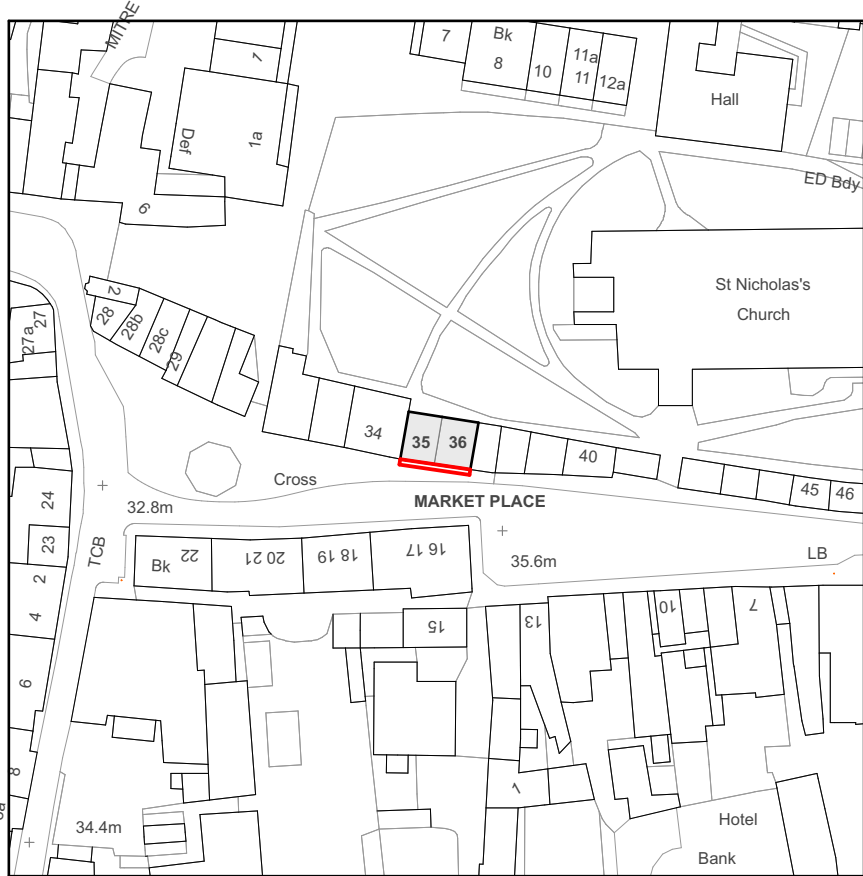 MITRE
1
7
Bk
8
10
11a
11
12a
Hall
Def
1a
ED Bdy
9
St Nicholas's
Church
2
28
28b
28c
29
27
27a
34
35
36
40
45
46
Cross
MARKET PLACE
32.8m
35.6m
LB
24
23
TCB
Bk
22
20 21
18 19
16 17
2
4
6
8
15
13
10
7
1
34.4m
Hotel
Bank